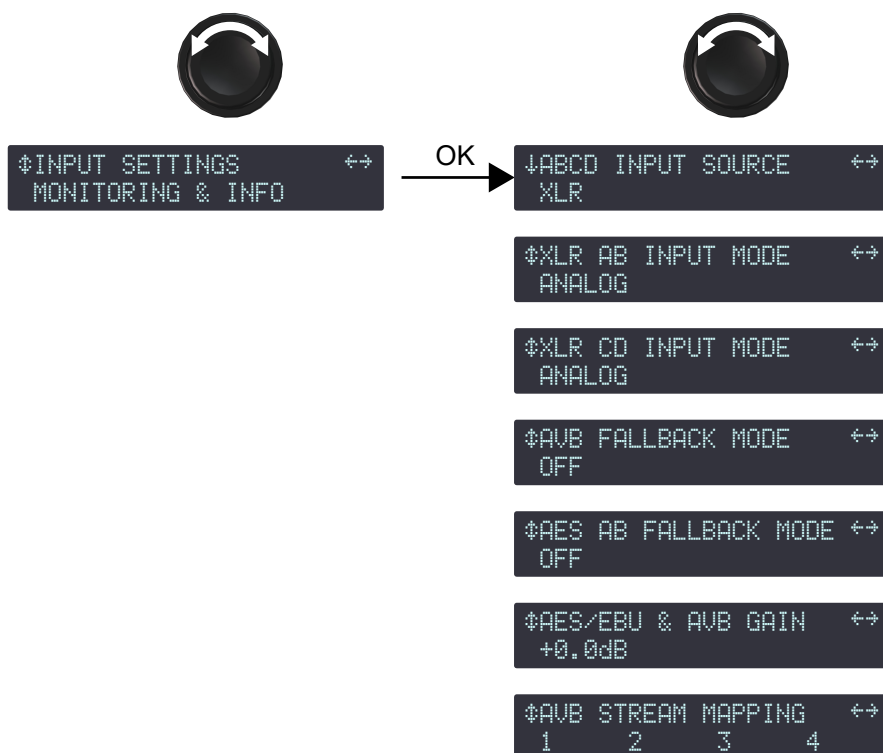 ↕INPUT SETTINGS ↔
MONITORING & INFO
OK
↓ABCD INPUT SOURCE ↔
XLR
↕XLR AB INPUT MODE ↔
ANALOG
↕XLR CD INPUT MODE ↔
ANALOG
↕AVB FALLBACK MODE ↔
OFF
↕AES AB FALLBACK MODE ↔
OFF
↕AES/EBU & AVB GAIN ↔
+0.0dB
↕AVB STREAM MAPPING ↔
1 2 3 4